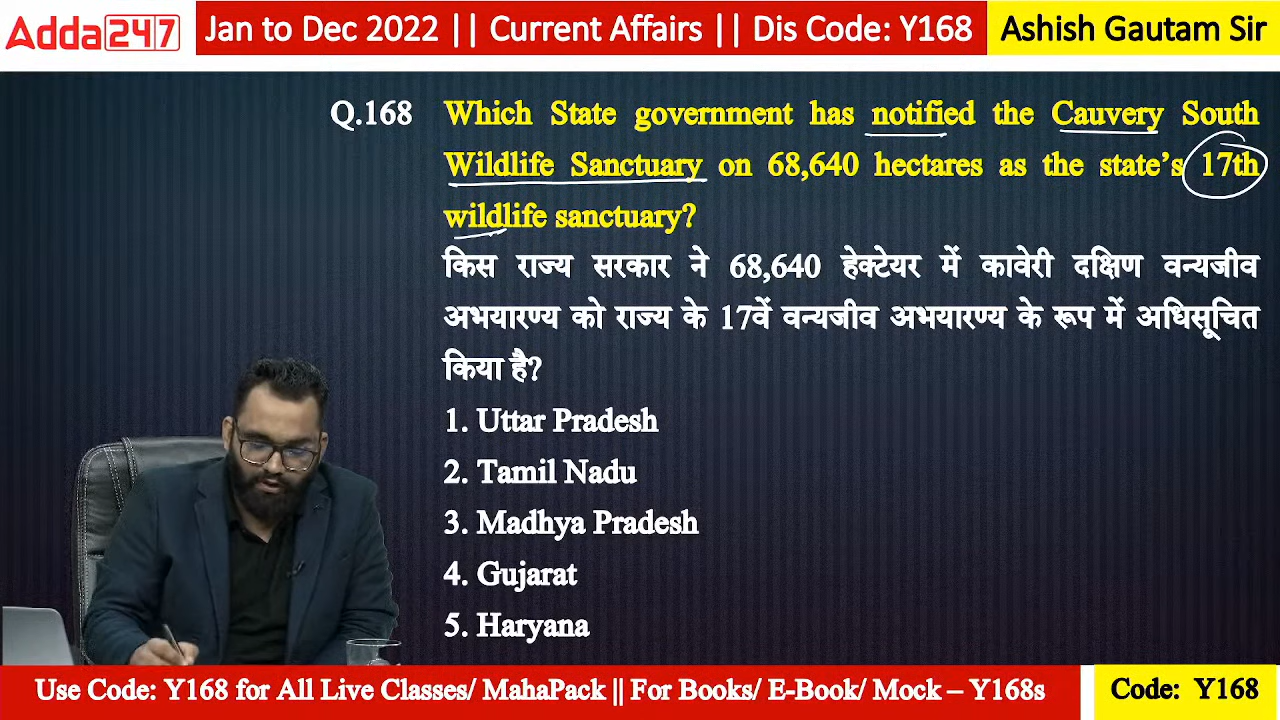 Adda247 Jan to Dec 2022 || Current Affairs || Dis Code: Y168 Ashish Gautam Sir
Q.168 Which State government has notified the Cauvery South
Wildlife Sanctuary on 68,640 hectares as the state's 17th
wildlife sanctuary?
किस राज्य सरकार ने 68,640 हेक्टेयर में कावेरी दक्षिण वन्यजीव
अभयारण्य को राज्य के 17वें वन्यजीव अभयारण्य के रूप में अधिसूचित
किया है?
1. Uttar Pradesh
2. Tamil Nadu
3. Madhya Pradesh
4. Gujarat
5. Haryana
Use Code: Y168 for All Live Classes/ MahaPack || For Books/ E-Book/ Mock – Y168s Code: Y168